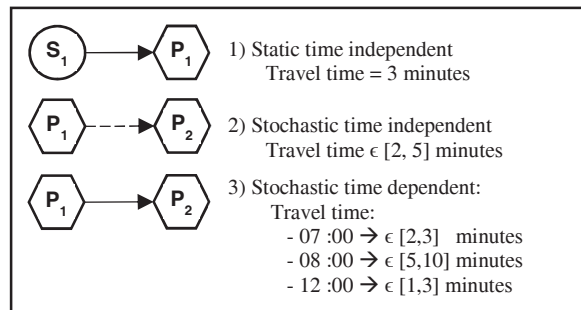 S₁ P₁ 1) Static time independent
Travel time = 3 minutes
P₁ P₂ 2) Stochastic time independent
Travel time ϵ [2, 5] minutes
P₁ P₂ 3) Stochastic time dependent:
Travel time:
- 07 :00 → ϵ [2,3] minutes
- 08 :00 → ϵ [5,10] minutes
- 12 :00 → ϵ [1,3] minutes